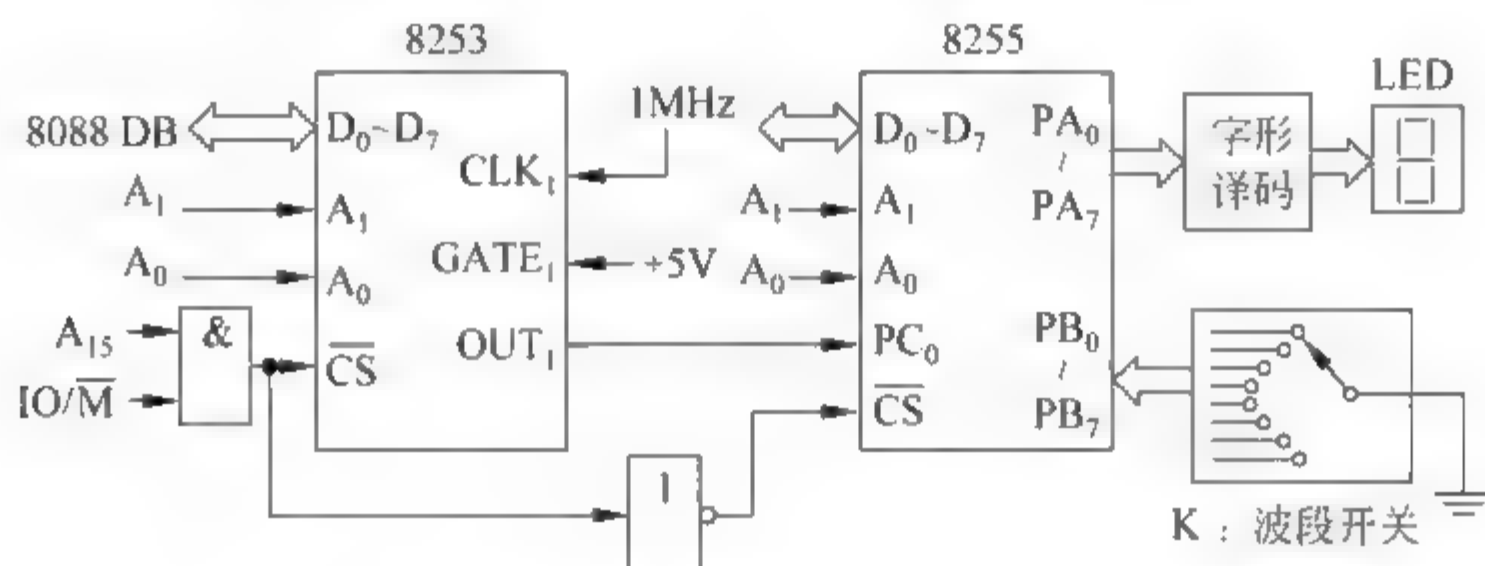 8253
8255
LED
8088 DB
D₀~D₇
1MHz
D₀~D₇
PA₀
~
PA₇
字形
译码
CLK₁
A₁
A₁
A₁
A₁
GATE₁
+5V
A₀
A₀
A₀
A₀
A₁₅
&
IO/M̅
C̅S̅
OUT₁
PC₀
C̅S̅
PB₀
~
PB₇
1
K：波段开关